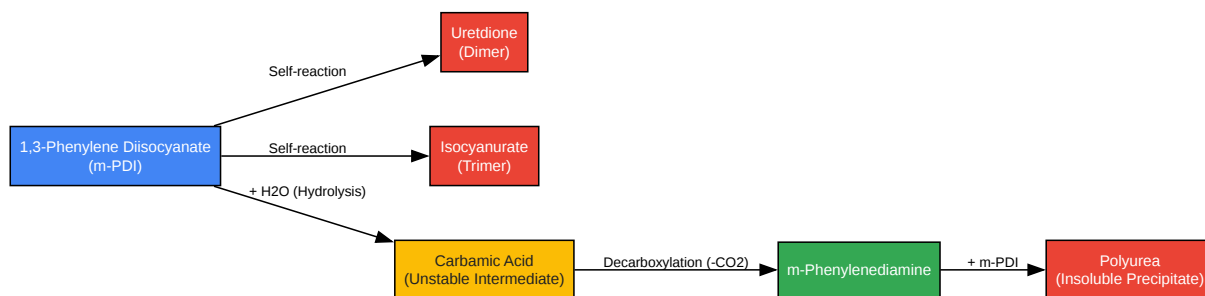 Uretdione
(Dimer)
Self-reaction
1,3-Phenylene Diisocyanate
(m-PDI)
Self-reaction
Isocyanurate
(Trimer)
+ H2O (Hydrolysis)
Carbamic Acid
(Unstable Intermediate)
Decarboxylation (-CO2)
m-Phenylenediamine
+ m-PDI
Polyurea
(Insoluble Precipitate)